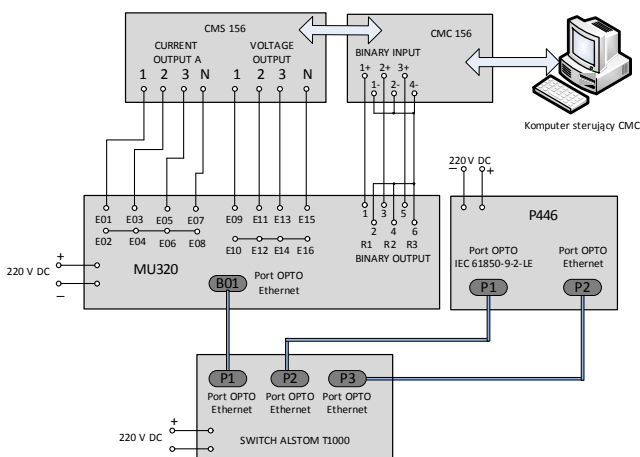 CMS 156
CURRENT
OUTPUT A
VOLTAGE
OUTPUT
1 2 3 N 1 2 3 N
CMC 156
BINARY INPUT
1+ 2+ 3+
1- 2- 4-
Komputer sterujący CMC
E01 E03 E05 E07 E09 E11 E13 E15
E02 E04 E06 E08 E10 E12 E14 E16
1 3 5
2 4 6
R1 R2 R3
BINARY OUTPUT
220 V DC
+
–
MU320
B01
Port OPTO
Ethernet
220 V DC
– +
P446
Port OPTO
IEC 61850-9-2-LE
Port OPTO
Ethernet
P1 P2
P1 P2 P3
Port OPTO
Ethernet
Port OPTO
Ethernet
Port OPTO
Ethernet
220 V DC
+
–
SWITCH ALSTOM T1000